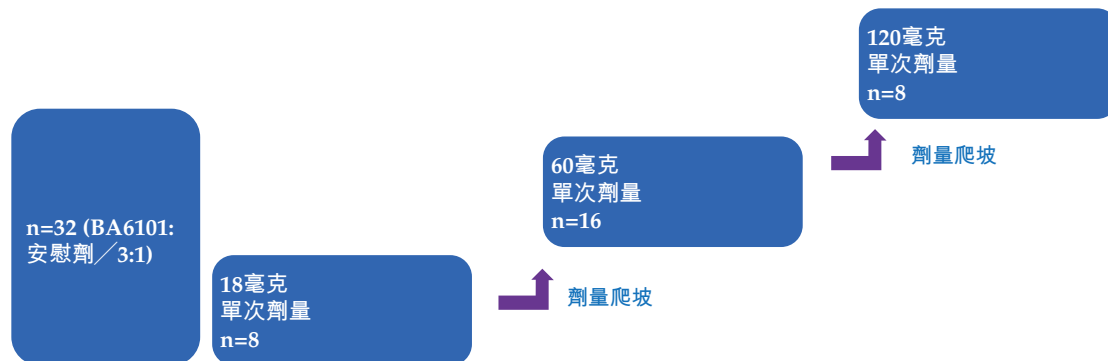 n=32 (BA6101:
安慰劑／3:1)
18毫克
單次劑量
n=8
劑量爬坡
60毫克
單次劑量
n=16
劑量爬坡
120毫克
單次劑量
n=8